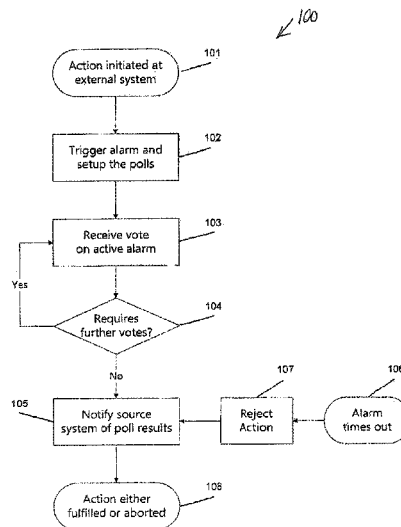 100
Action initiated at
external system
101
Trigger alarm and
setup the polls
102
Receive vote
on active alarm
103
Yes
Requires
further votes?
104
No
105
Notify source
system of poll results
107
Reject
Action
106
Alarm
times out
Action either
fulfilled or aborted
108